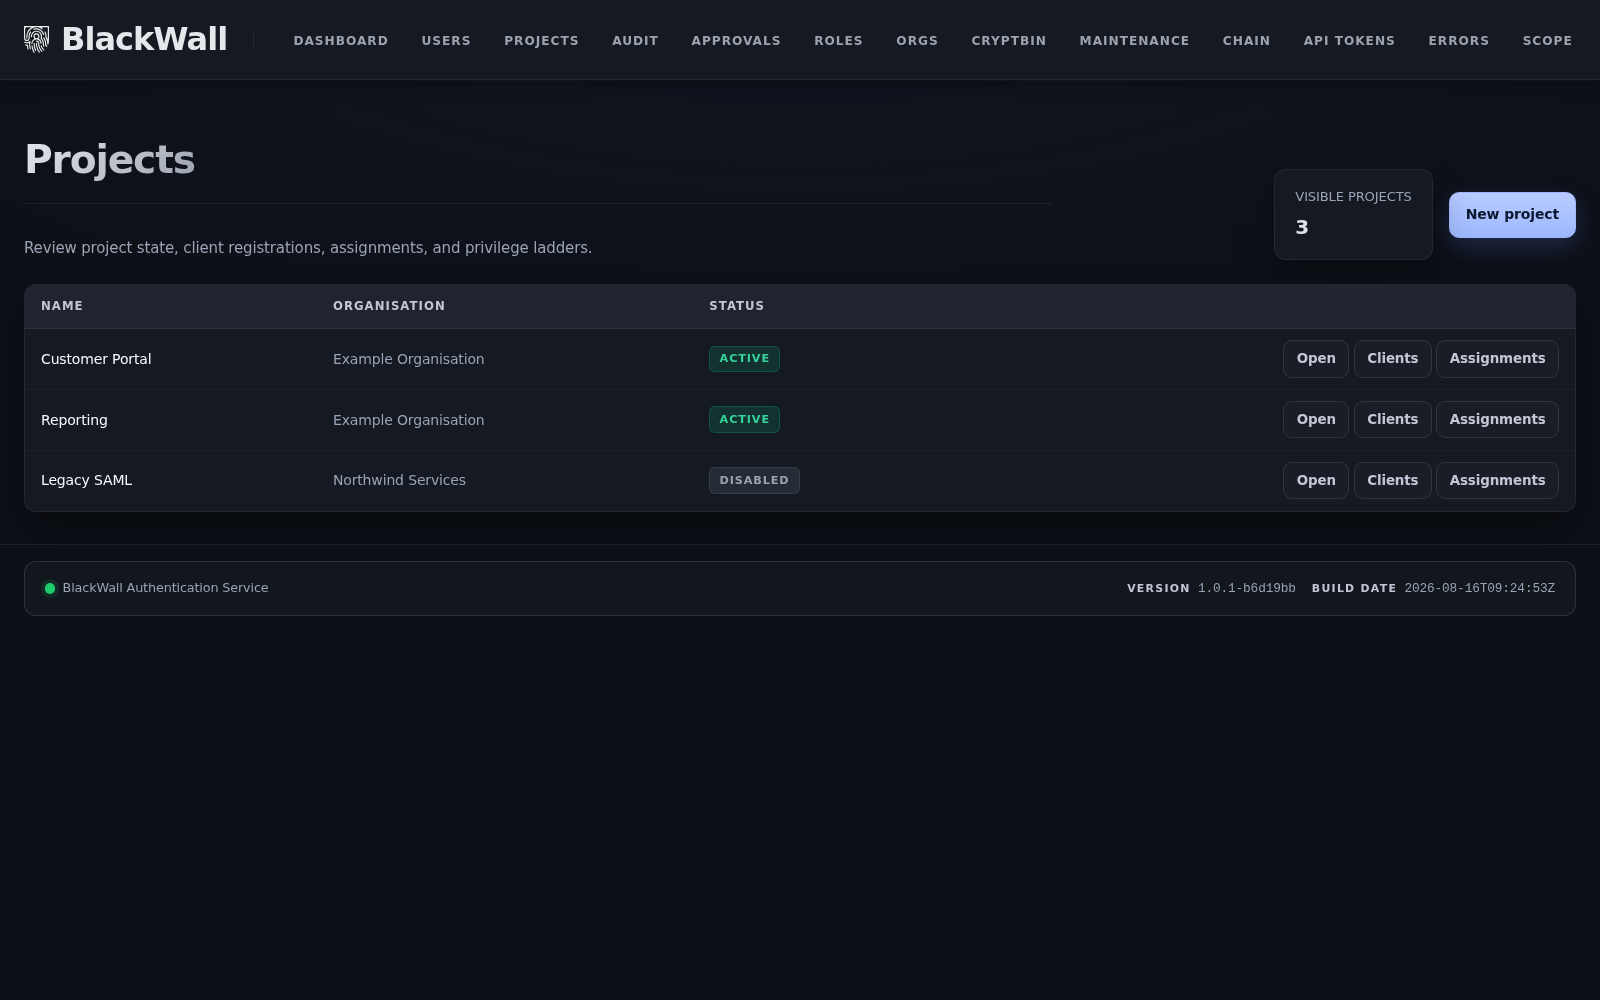 BlackWall DASHBOARD USERS PROJECTS AUDIT APPROVALS ROLES ORGS CRYPTBIN MAINTENANCE CHAIN API TOKENS ERRORS SCOPE
Projects
VISIBLE PROJECTS
3
New project
Review project state, client registrations, assignments, and privilege ladders.
NAME ORGANISATION STATUS
Customer Portal Example Organisation ACTIVE Open Clients Assignments
Reporting Example Organisation ACTIVE Open Clients Assignments
Legacy SAML Northwind Services DISABLED Open Clients Assignments
BlackWall Authentication Service VERSION 1.0.1-b6d19bb BUILD DATE 2026-08-16T09:24:53Z